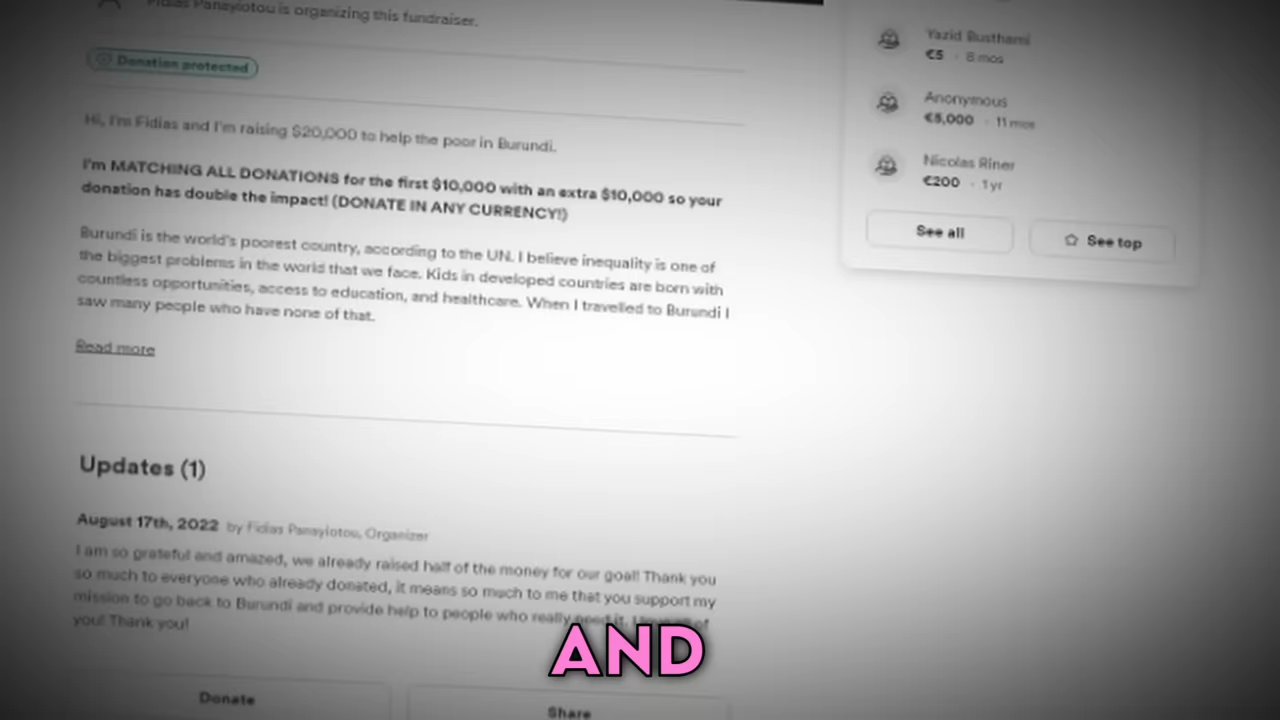 Fidias Panayiotou is organizing this fundraiser.
Donation protected
Hi, I'm Fidias and I'm raising $20,000 to help the poor in Burundi.
I'm MATCHING ALL DONATIONS for the first $10,000 with an extra $10,000 so your
donation has double the impact! (DONATE IN ANY CURRENCY!)
Burundi is the world's poorest country, according to the UN. I believe inequality is one of
the biggest problems in the world that we face. Kids in developed countries are born with
countless opportunities, access to education, and healthcare. When I travelled to Burundi I
saw many people who have none of that.
Read more
Updates (1)
August 17th, 2022 by Fidias Panayiotou, Organizer
I am so grateful and amazed, we already raised half of the money for our goal! Thank you
so much to everyone who already donated, it means so much to me that you support my
mission to go back to Burundi and provide help to people who really need it. of
you! Thank you!
Donate
Share
Yazid Busthami
€5 · 8 mos
Anonymous
€5,000 · 11 mos
Nicolas Riner
€200 · 1 yr
See all
See top
AND